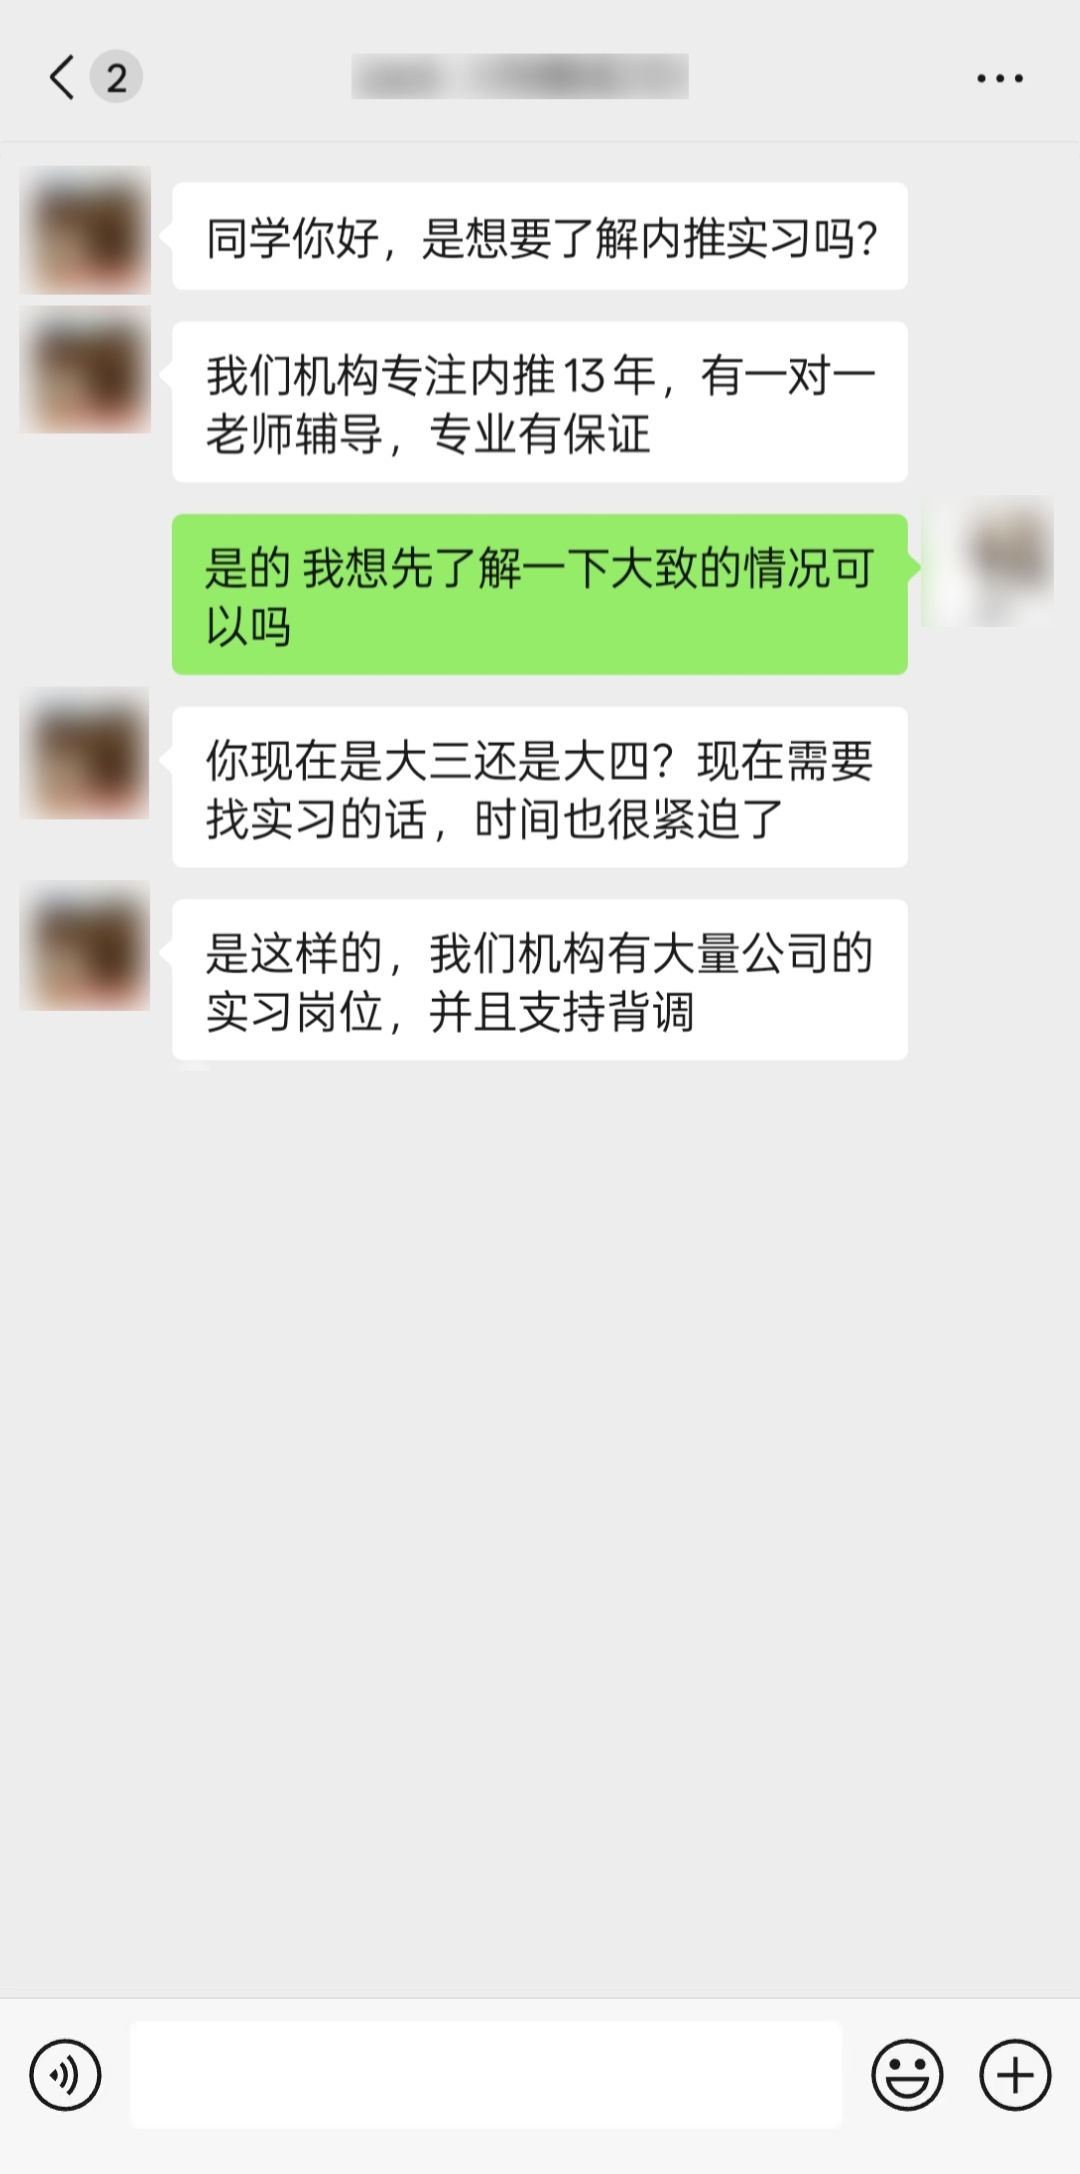 2
同学你好，是想要了解内推实习吗？
我们机构专注内推13年，有一对一
老师辅导，专业有保证
是的 我想先了解一下大致的情况可
以吗
你现在是大三还是大四？现在需要
找实习的话，时间也很紧迫了
是这样的，我们机构有大量公司的
实习岗位，并且支持背调